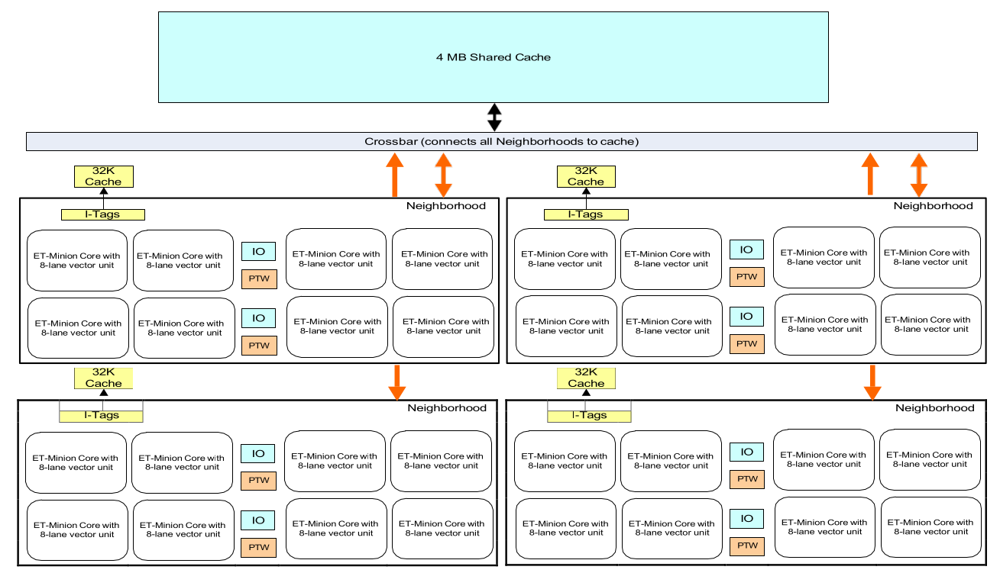 4 MB Shared Cache
Crossbar (connects all Neighborhoods to cache)
32K
Cache
I-Tags
Neighborhood
ET-Minion Core with
8-lane vector unit
ET-Minion Core with
8-lane vector unit
IO
PTW
ET-Minion Core with
8-lane vector unit
ET-Minion Core with
8-lane vector unit
ET-Minion Core with
8-lane vector unit
ET-Minion Core with
8-lane vector unit
IO
PTW
ET-Minion Core with
8-lane vector unit
ET-Minion Core with
8-lane vector unit
32K
Cache
I-Tags
Neighborhood
ET-Minion Core with
8-lane vector unit
ET-Minion Core with
8-lane vector unit
IO
PTW
ET-Minion Core with
8-lane vector unit
ET-Minion Core with
8-lane vector unit
ET-Minion Core with
8-lane vector unit
ET-Minion Core with
8-lane vector unit
IO
PTW
ET-Minion Core with
8-lane vector unit
ET-Minion Core with
8-lane vector unit
32K
Cache
I-Tags
Neighborhood
ET-Minion Core with
8-lane vector unit
ET-Minion Core with
8-lane vector unit
IO
PTW
ET-Minion Core with
8-lane vector unit
ET-Minion Core with
8-lane vector unit
ET-Minion Core with
8-lane vector unit
ET-Minion Core with
8-lane vector unit
IO
PTW
ET-Minion Core with
8-lane vector unit
ET-Minion Core with
8-lane vector unit
32K
Cache
I-Tags
Neighborhood
ET-Minion Core with
8-lane vector unit
ET-Minion Core with
8-lane vector unit
IO
PTW
ET-Minion Core with
8-lane vector unit
ET-Minion Core with
8-lane vector unit
ET-Minion Core with
8-lane vector unit
ET-Minion Core with
8-lane vector unit
IO
PTW
ET-Minion Core with
8-lane vector unit
ET-Minion Core with
8-lane vector unit